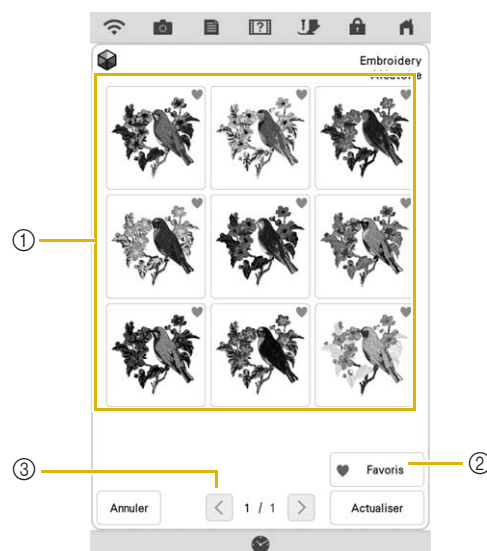 Embroidery
Aléatoire
①
③
②
Favoris
Annuler
1 / 1
Actualiser